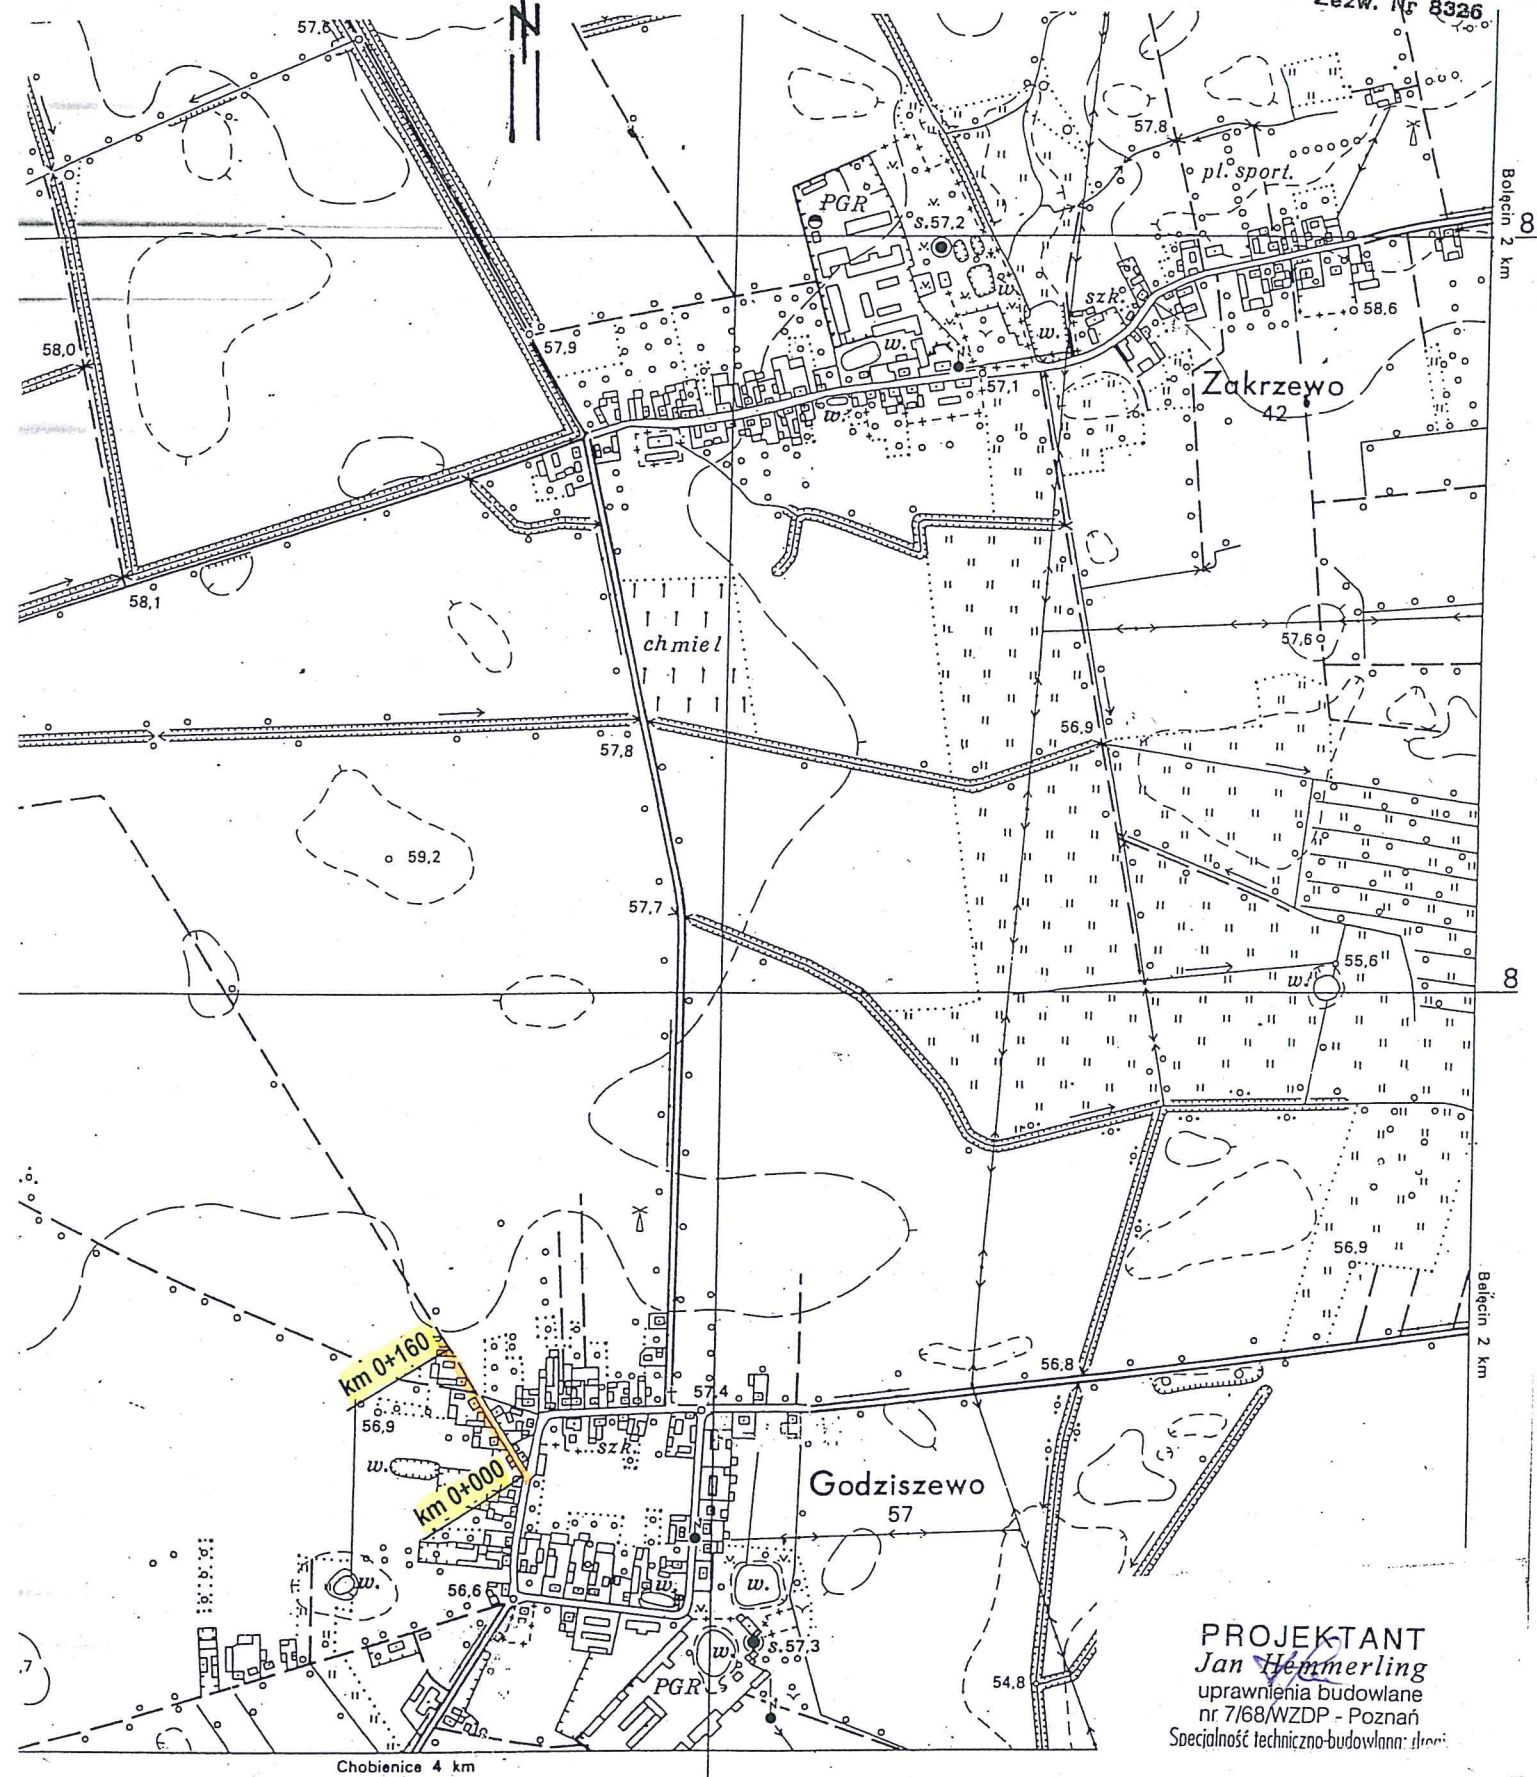 Zezw. Nr 8326
57,6
N
57,8
pl. sport.
PGR
s.57,2
Bolęcin 2 km
8
w.
szk.
58,6
57,9
58,0
w.
w.
57,1
Zakrzewo
42
w.
58,1
chmiel
57,6
57,8
56,9
59,2
57,7
55,6
w.
8
56,9
Belęcin 2 km
km 0+160
56,8
57,4
56,9
szk.
w.
km 0+000
Godziszewo
57
w.
56,6
w.
w.
w.
s.57,3
,7
PGR
54,8
PROJEKTANT
Jan Hemmerling
uprawnienia budowlane
nr 7/68/WZDP - Poznań
Specjalność techniczno-budowlana: drogi
Chobienice 4 km